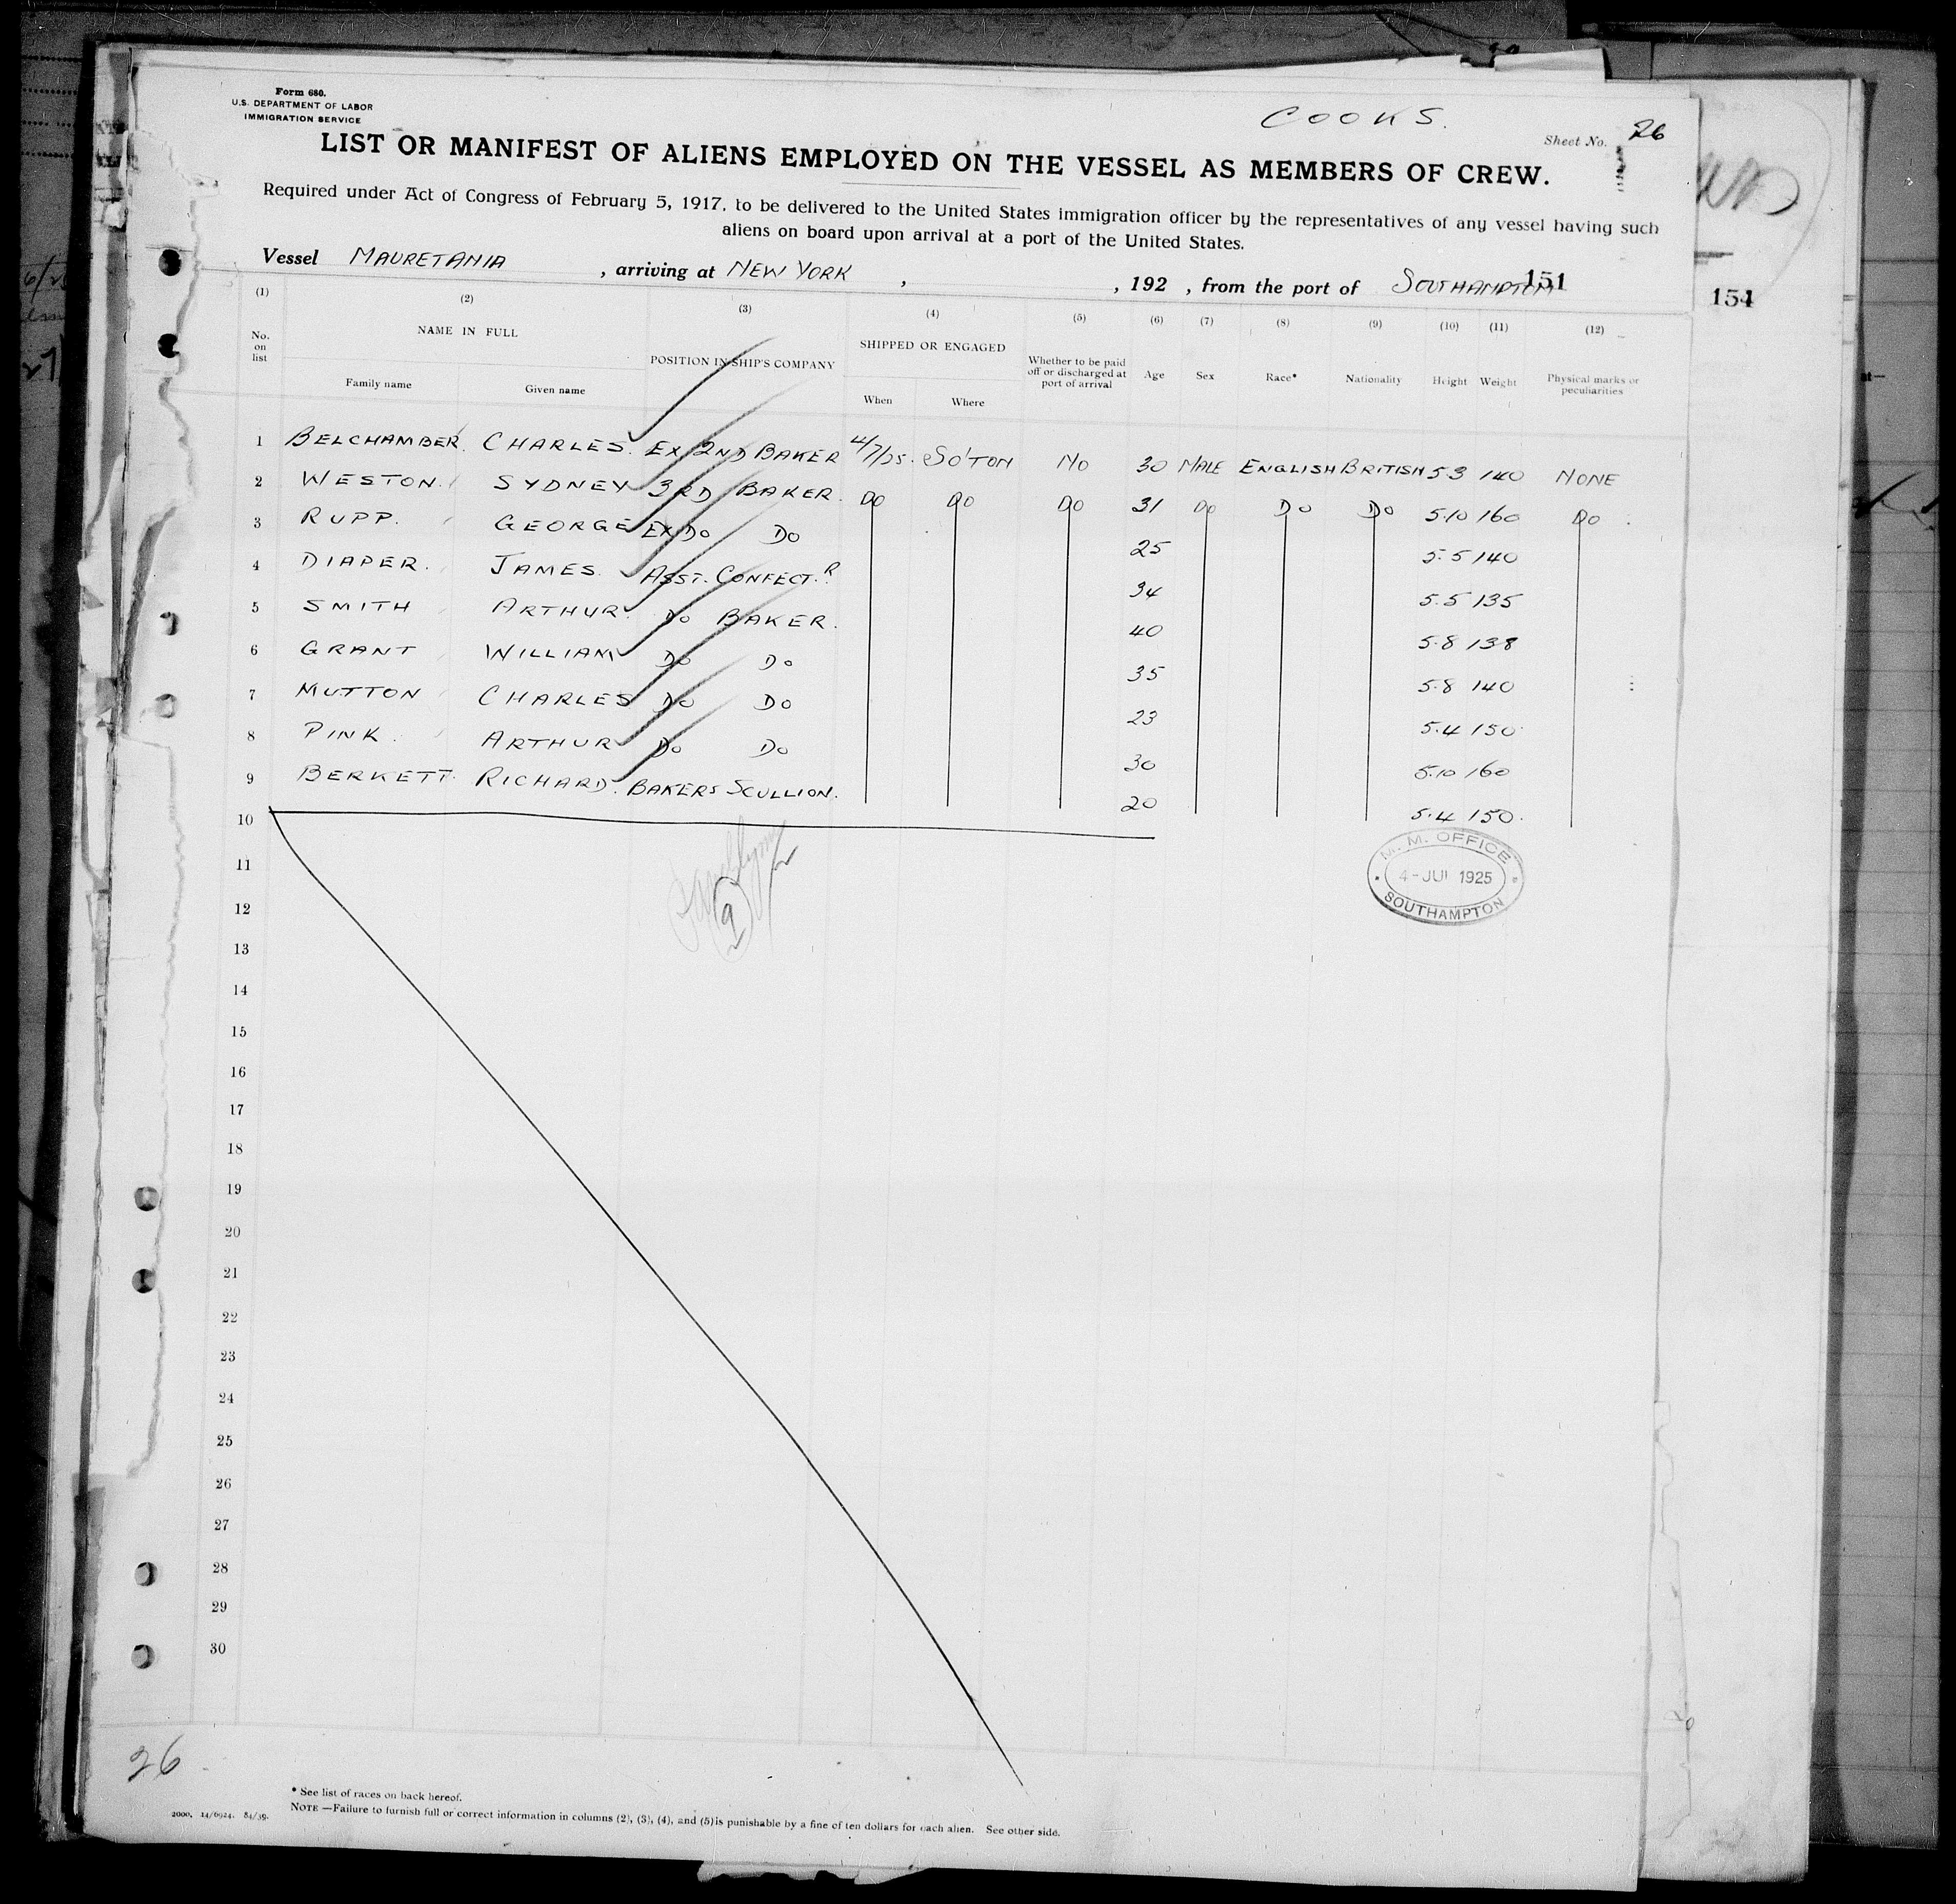 Form 680.
U.S. DEPARTMENT OF LABOR
IMMIGRATION SERVICE
COOKS.
Sheet No. 26
LIST OR MANIFEST OF ALIENS EMPLOYED ON THE VESSEL AS MEMBERS OF CREW.
Required under Act of Congress of February 5, 1917, to be delivered to the United States immigration officer by the representatives of any vessel having such
aliens on board upon arrival at a port of the United States.
Vessel MAURETANIA, arriving at NEW YORK, , 192 , from the port of SOUTHAMPTON
151
154
(1) (2) (3) (4) (5) (6) (7) (8) (9) (10) (11) (12)
No. on list NAME IN FULL POSITION IN SHIP'S COMPANY SHIPPED OR ENGAGED Whether to be paid off or discharged at port of arrival Age Sex Race* Nationality Height Weight Physical marks or peculiarities
Family name Given name When Where
1 BELCHAMBER. CHARLES. EX 2ND BAKER 4/7/25. SO'TON NO 30 MALE ENGLISH BRITISH 5 3 140 NONE
2 WESTON. SYDNEY 3RD BAKER. DO DO DO 31 DO DO DO 5.10 160 DO
3 RUPP. GEORGE EX DO DO 25 5.5 140
4 DIAPER. JAMES. ASST. CONFECT.R 34 5.5 135
5 SMITH ARTHUR. DO BAKER. 40 5.8 138
6 GRANT WILLIAM DO DO 35 5.8 140
7 MUTTON CHARLES DO DO 23 5.4 150
8 PINK. ARTHUR DO DO 30 5.10 160
9 BERKETT. RICHARD. BAKERS SCULLION. 20 5.4 150.
10
11
12
13
14
15
16
17
18
19
20
21
22
23
24
25
26
27
28
29
30
9
M. M. OFFICE
4 - JUL 1925
SOUTHAMPTON
26
* See list of races on back hereof.
NOTE —Failure to furnish full or correct information in columns (2), (3), (4), and (5) is punishable by a fine of ten dollars for each alien. See other side.
2000. 14/6924. 84/39.